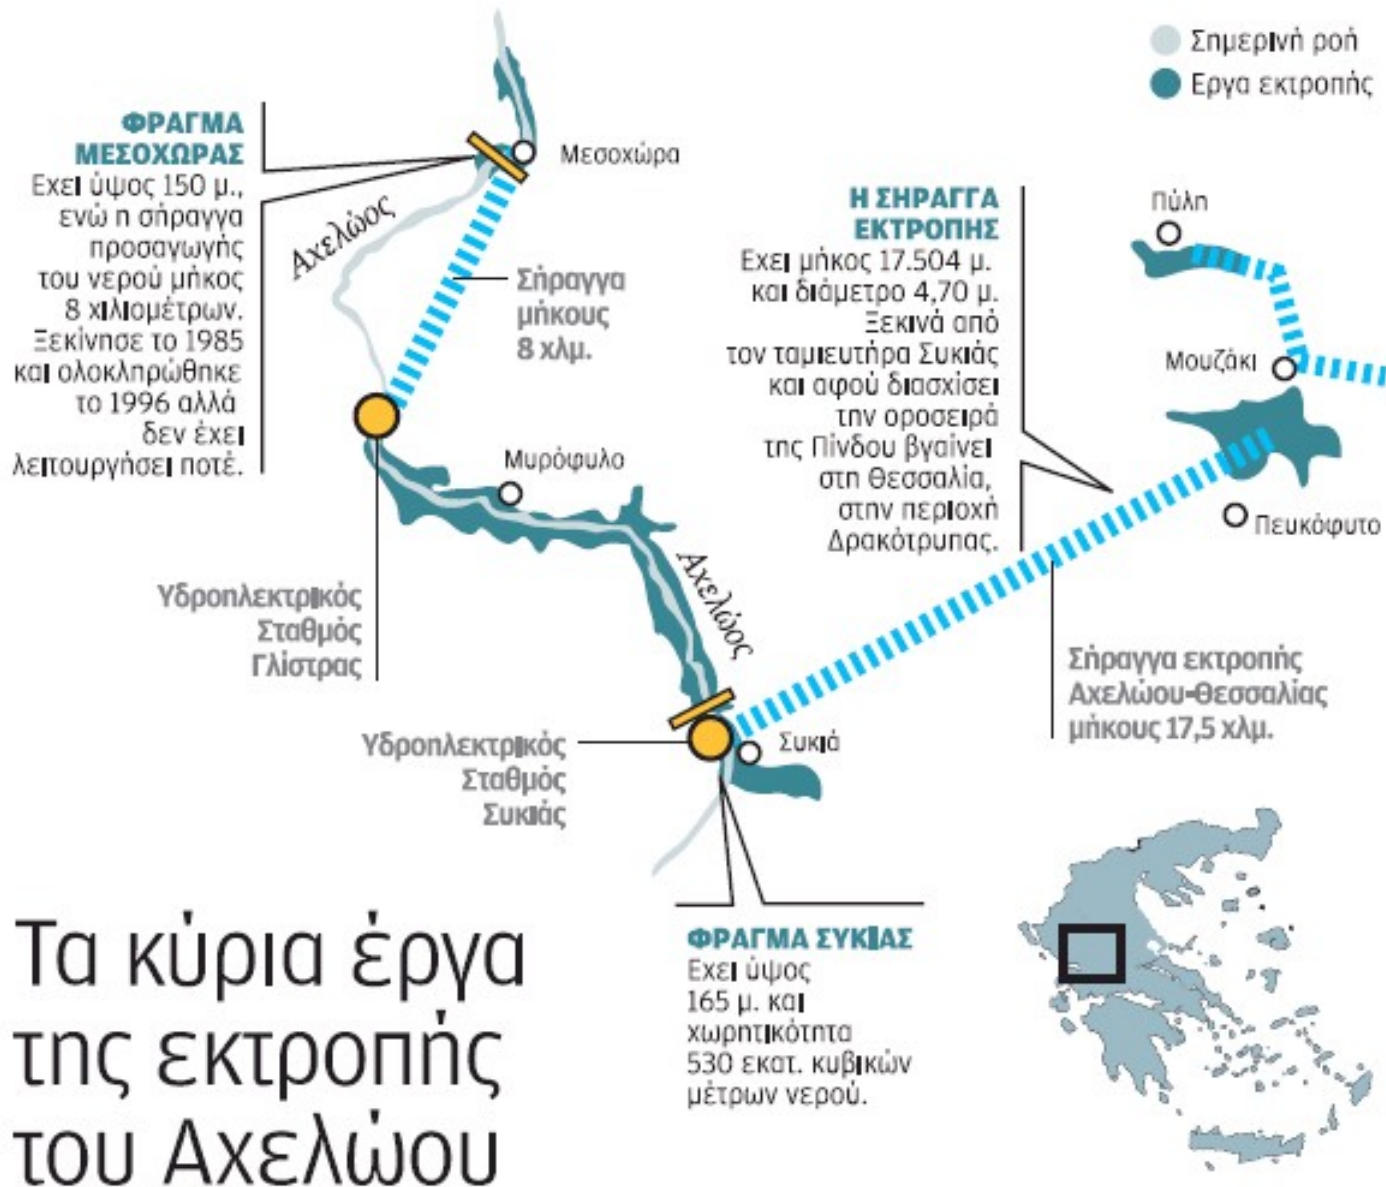 Σημερινή ροή
Εργα εκτροπής
ΦΡΑΓΜΑ
ΜΕΣΟΧΩΡΑΣ
Εχει ύψος 150 μ.,
ενώ η σήραγγα
προσαγωγής
του νερού μήκος
8 χιλιομέτρων.
Ξεκίνησε το 1985
και ολοκληρώθηκε
το 1996 αλλά
δεν έχει
λειτουργήσει ποτέ.
Μεσοχώρα
Αχελώος
Σήραγγα
μήκους
8 χλμ.
Η ΣΗΡΑΓΓΑ
ΕΚΤΡΟΠΗΣ
Εχει μήκος 17.504 μ.
και διάμετρο 4,70 μ.
Ξεκινά από
τον ταμιευτήρα Συκιάς
και αφού διασχίσει
την οροσειρά
της Πίνδου βγαίνει
στη Θεσσαλία,
στην περιοχή
Δρακότρυπας.
Πύλη
Μουζάκι
Πευκόφυτο
Μυρόφυλο
Αχελώος
Υδροηλεκτρικός
Σταθμός
Γλίστρας
Σήραγγα εκτροπής
Αχελώου-Θεσσαλίας
μήκους 17,5 χλμ.
Υδροηλεκτρικός
Σταθμός
Συκιάς
Συκιά
ΦΡΑΓΜΑ ΣΥΚΙΑΣ
Εχει ύψος
165 μ. και
χωρητικότητα
530 εκατ. κυβικών
μέτρων νερού.
Τα κύρια έργα
της εκτροπής
του Αχελώου